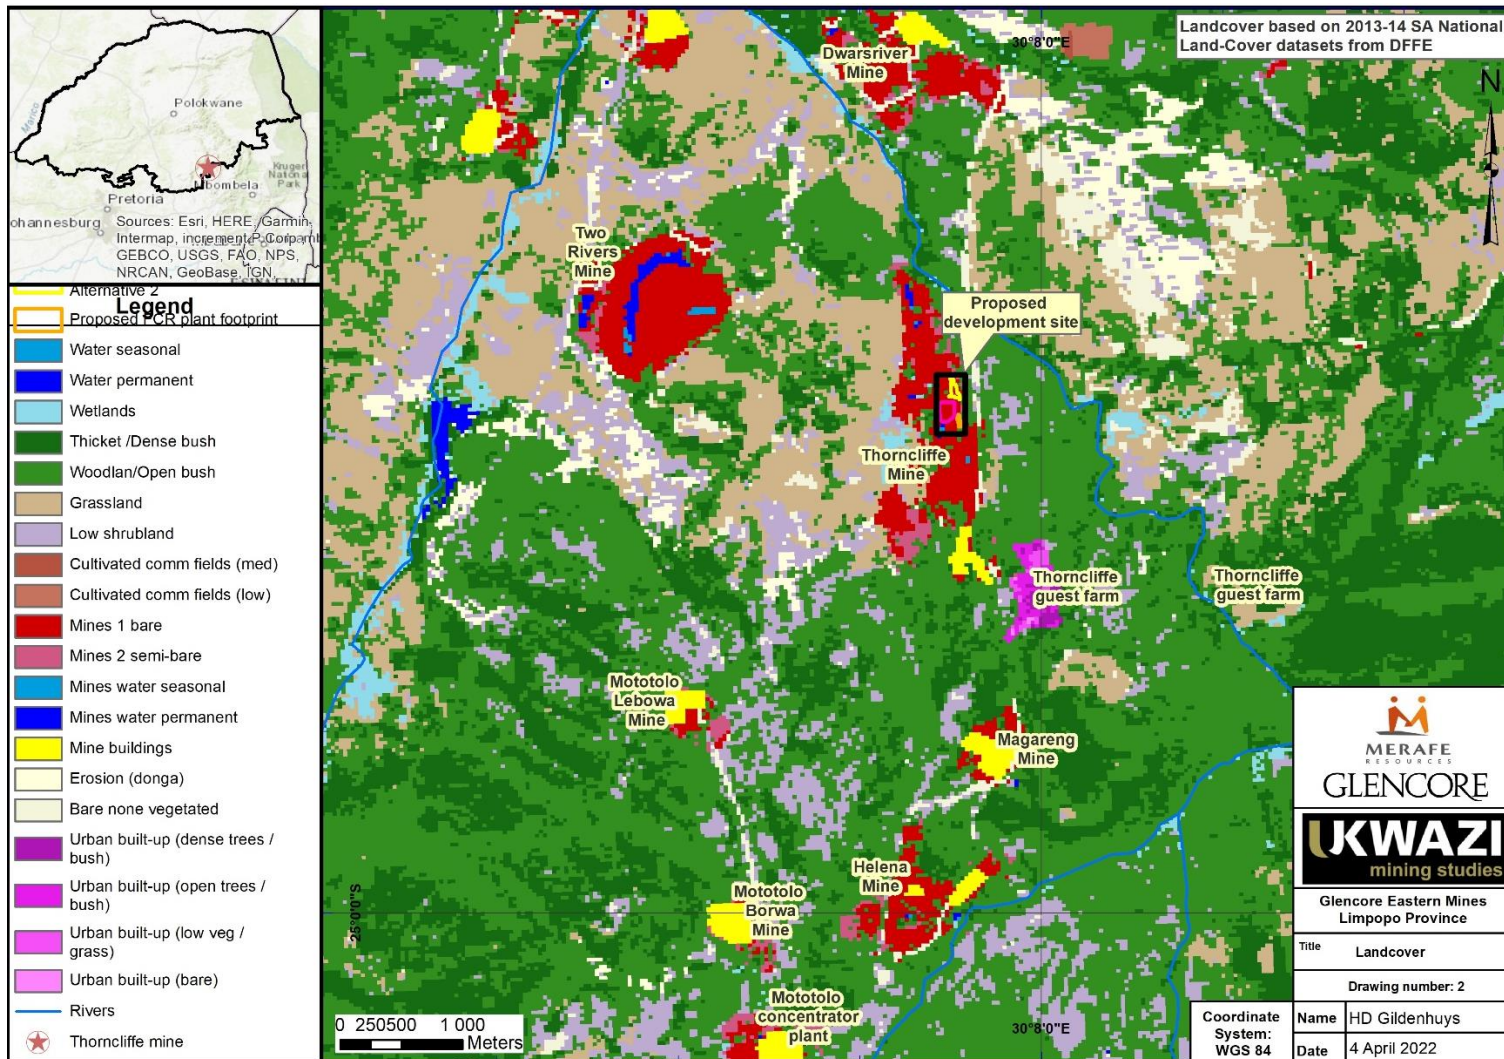 Polokwane
Marico
Kruger
National
Park
Pretoria
Sources: Esri, HERE, Garmin,
GEBCO, USGS, FAO, NPS,
NRCAN, GeoBase, IGN,
Alternative 2
Legend
Proposed FCR plant footprint
Water seasonal
Water permanent
Wetlands
Thicket /Dense bush
Woodlan/Open bush
Grassland
Low shrubland
Cultivated comm fields (med)
Cultivated comm fields (low)
Mines 1 bare
Mines 2 semi-bare
Mines water seasonal
Mines water permanent
Mine buildings
Erosion (donga)
Bare none vegetated
Urban built-up (dense trees /
bush)
Urban built-up (open trees /
bush)
Urban built-up (low veg /
grass)
Urban built-up (bare)
Rivers
Thorncliffe mine
Landcover based on 2013-14 SA National
Land-Cover datasets from DFFE
N
30°8'0"E
Dwarsriver
Mine
Two
Rivers
Mine
Proposed
development site
Thorncliffe
Mine
Thorncliffe
guest farm
Thorncliffe
guest farm
Mototolo
Lebowa
Mine
Magareng
Mine
Helena
Mine
Mototolo
Borwa
Mine
25°0'0"S
Mototolo
concentrator
plant
30°8'0"E
0 250500 1 000
Meters
MERAFE
RESOURCES
GLENCORE
UKWAZI
mining studies
Glencore Eastern Mines
Limpopo Province
Title Landcover
Drawing number: 2
Coordinate
System:
WGS 84
Name HD Gildenhuys
Date 4 April 2022